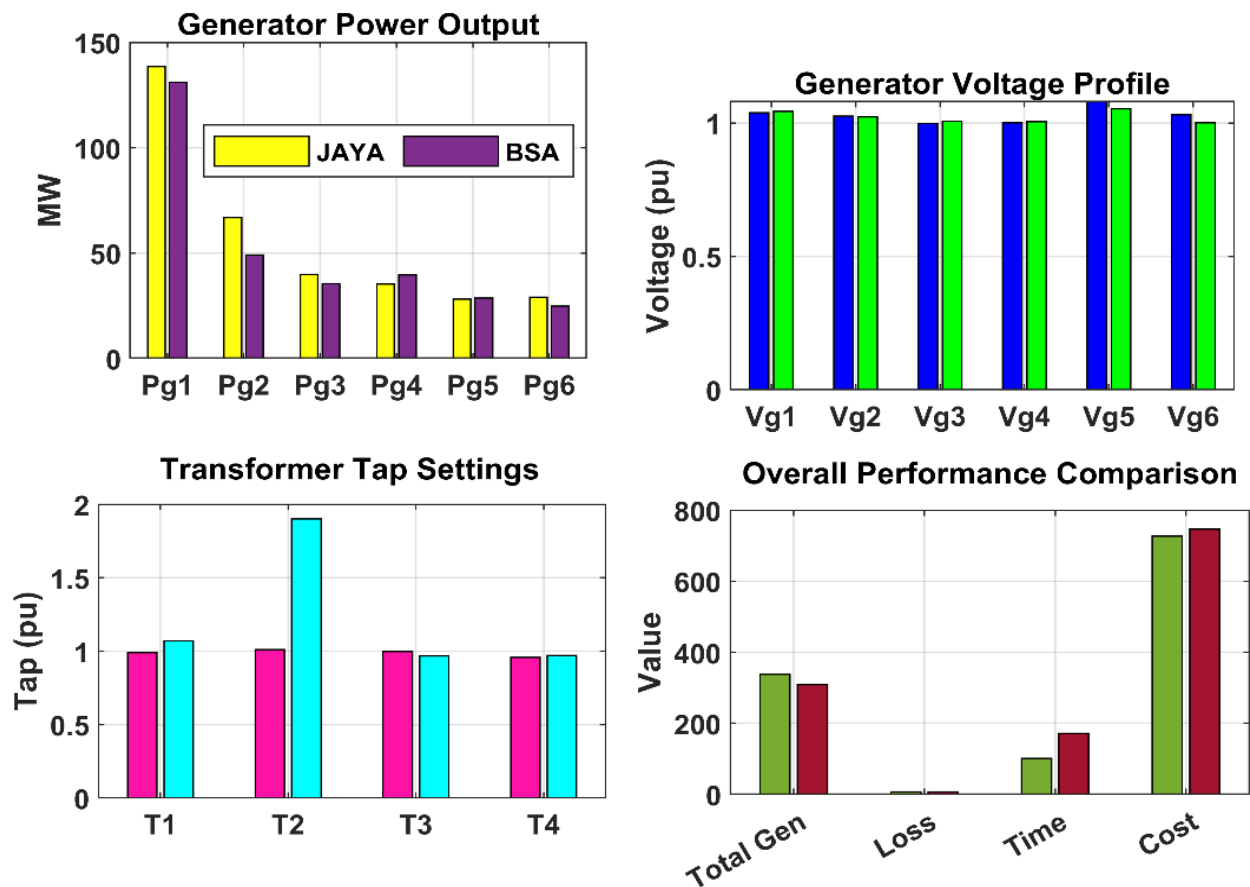 Generator Power Output
150
100
50
0
MW
JAYA BSA
Pg1 Pg2 Pg3 Pg4 Pg5 Pg6
Generator Voltage Profile
1
0.5
0
Voltage (pu)
Vg1 Vg2 Vg3 Vg4 Vg5 Vg6
Transformer Tap Settings
2
1.5
1
0.5
0
Tap (pu)
T1 T2 T3 T4
Overall Performance Comparison
800
600
400
200
0
Value
Total Gen Loss Time Cost